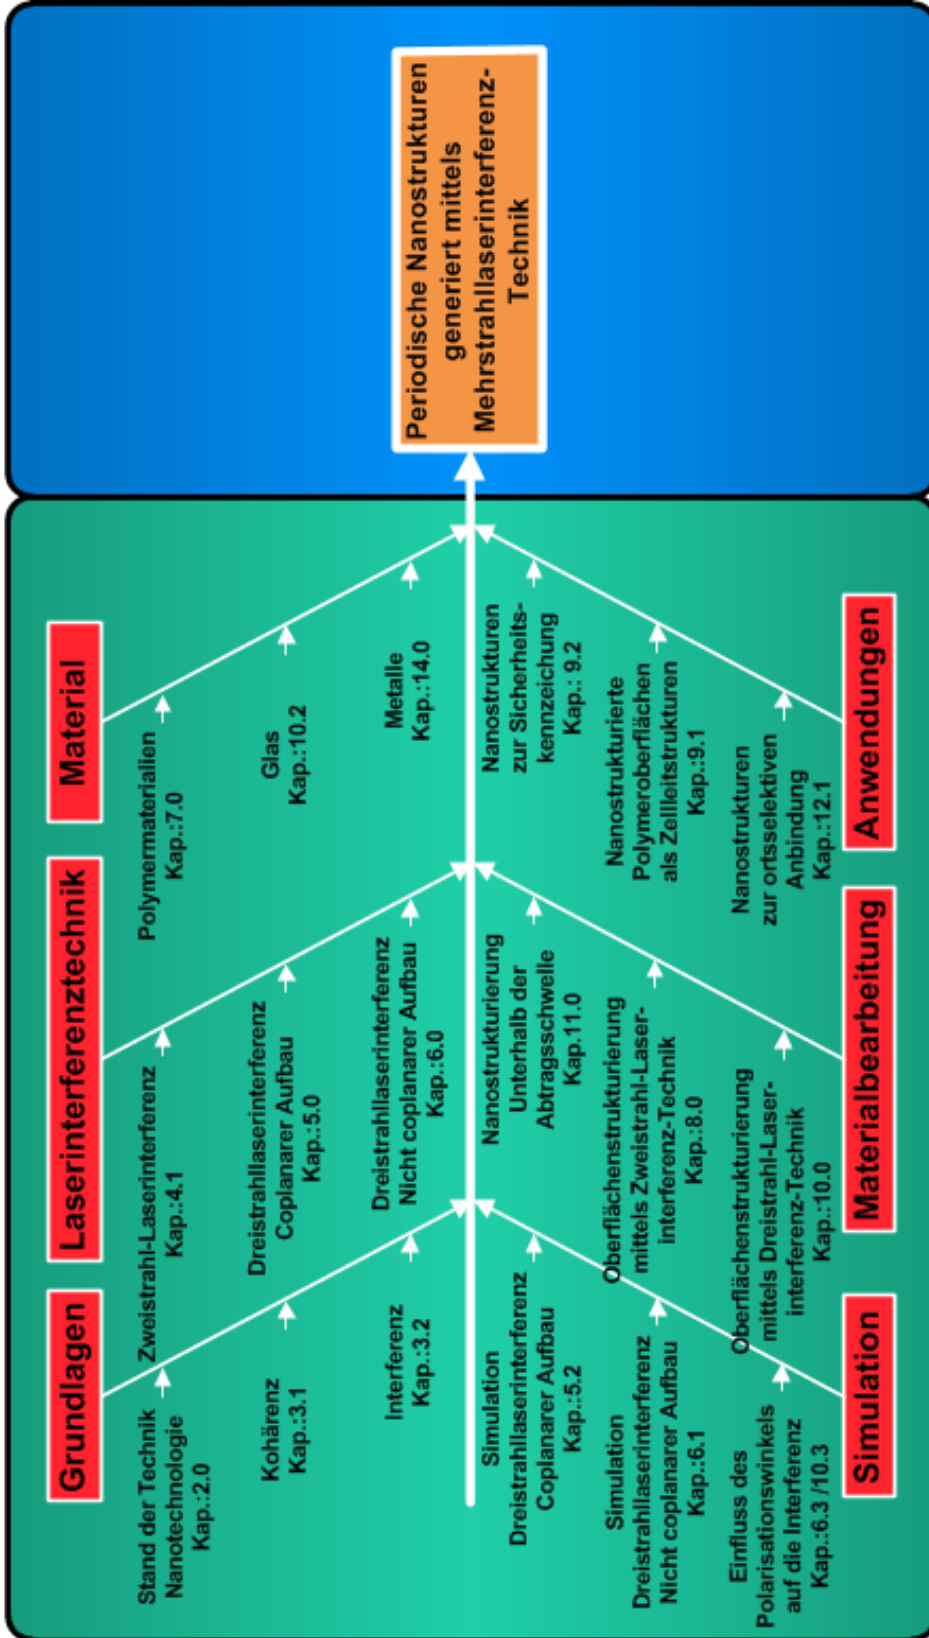 Grundlagen
Laserinterferenztechnik
Material
Stand der Technik
Nanotechnologie
Kap.:2.0
Kohärenz
Kap.:3.1
Interferenz
Kap.:3.2
Zweistrahl-Laserinterferenz
Kap.:4.1
Dreistrahllaserinterferenz
Coplanarer Aufbau
Kap.:5.0
Dreistrahllaserinterferenz
Nicht coplanarer Aufbau
Kap.:6.0
Polymermaterialien
Kap.:7.0
Glas
Kap.:10.2
Metalle
Kap.:14.0
Periodische Nanostrukturen
generiert mittels
Mehrstrahllaserinterferenz-
Technik
Simulation
Dreistrahllaserinterferenz
Coplanarer Aufbau
Kap.:5.2
Simulation
Dreistrahllaserinterferenz
Nicht coplanarer Aufbau
Kap.:6.1
Einfluss des
Polarisationswinkels
auf die Interferenz
Kap.:6.3 /10.3
Nanostrukturierung
Unterhalb der
Abtragsschwelle
Kap.11.0
Oberflächenstrukturierung
mittels Zweistrahl-Laser-
interferenz-Technik
Kap.:8.0
Oberflächenstrukturierung
mittels Dreistrahl-Laser-
interferenz-Technik
Kap.:10.0
Nanostrukturen
zur Sicherheits-
kennzeichung
Kap.: 9.2
Nanostrukturierte
Polymeroberflächen
als Zellleitstrukturen
Kap.:9.1
Nanostrukturen
zur ortsselektiven
Anbindung
Kap.:12.1
Simulation
Materialbearbeitung
Anwendungen